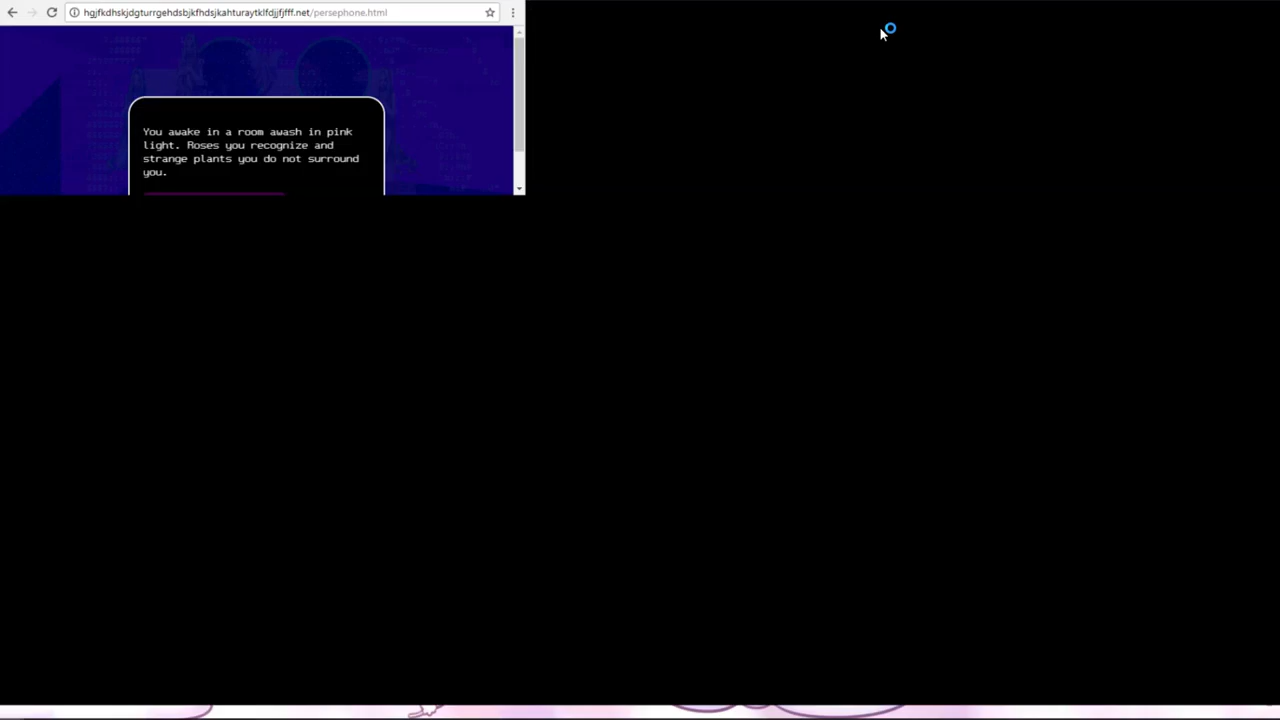 hgjfkdhskjdgturrgehdsbjkfhdsjkahturaytklfdjjfjfff.net/persephone.html
You awake in a room awash in pink
light. Roses you recognize and
strange plants you do not surround
you.